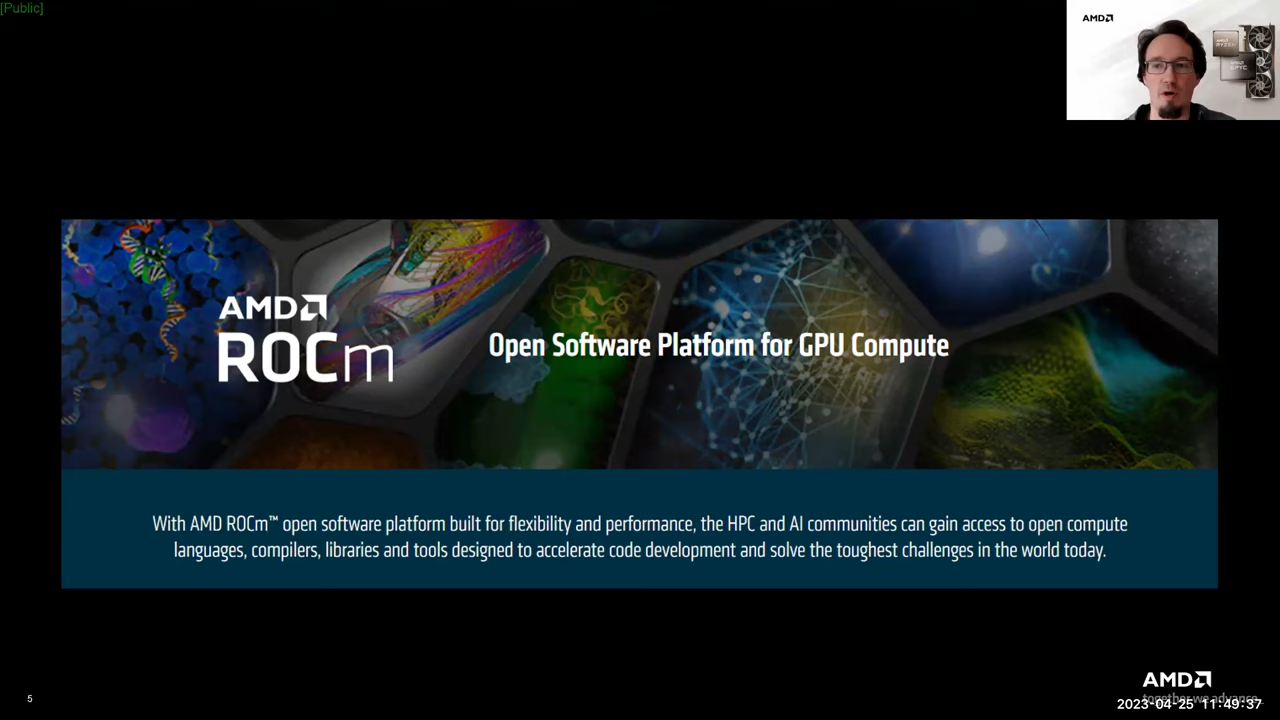 [Public]
AMD
AMD
ROCm
Open Software Platform for GPU Compute
With AMD ROCm™ open software platform built for flexibility and performance, the HPC and AI communities can gain access to open compute
languages, compilers, libraries and tools designed to accelerate code development and solve the toughest challenges in the world today.
5
AMD
together we advance_
2023-04-25 11:49:37